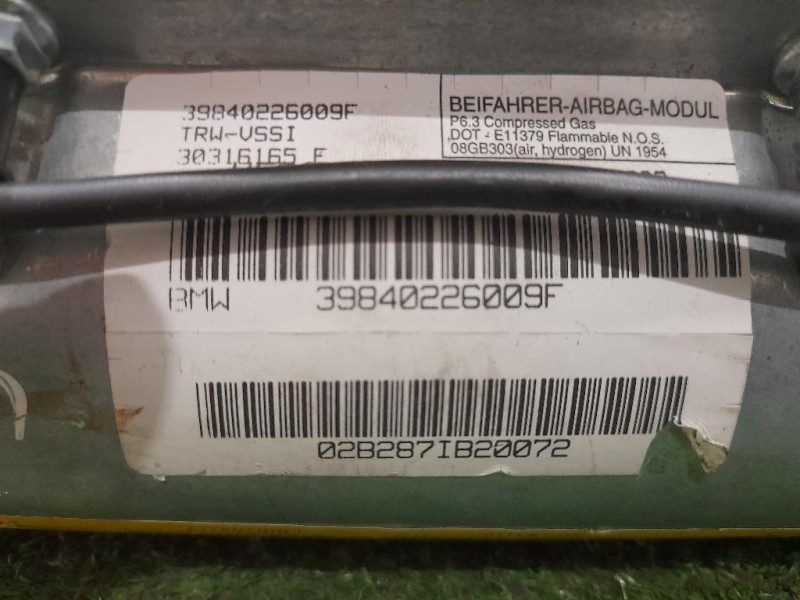 39840226009F
TRW-VSSI
30316165 F
BEIFAHRER-AIRBAG-MODUL
P6.3 Compressed Gas
DOT - E11379 Flammable N.O.S.
08GB303(air, hydrogen) UN 1954
BMW 39840226009F
02B287IB20072